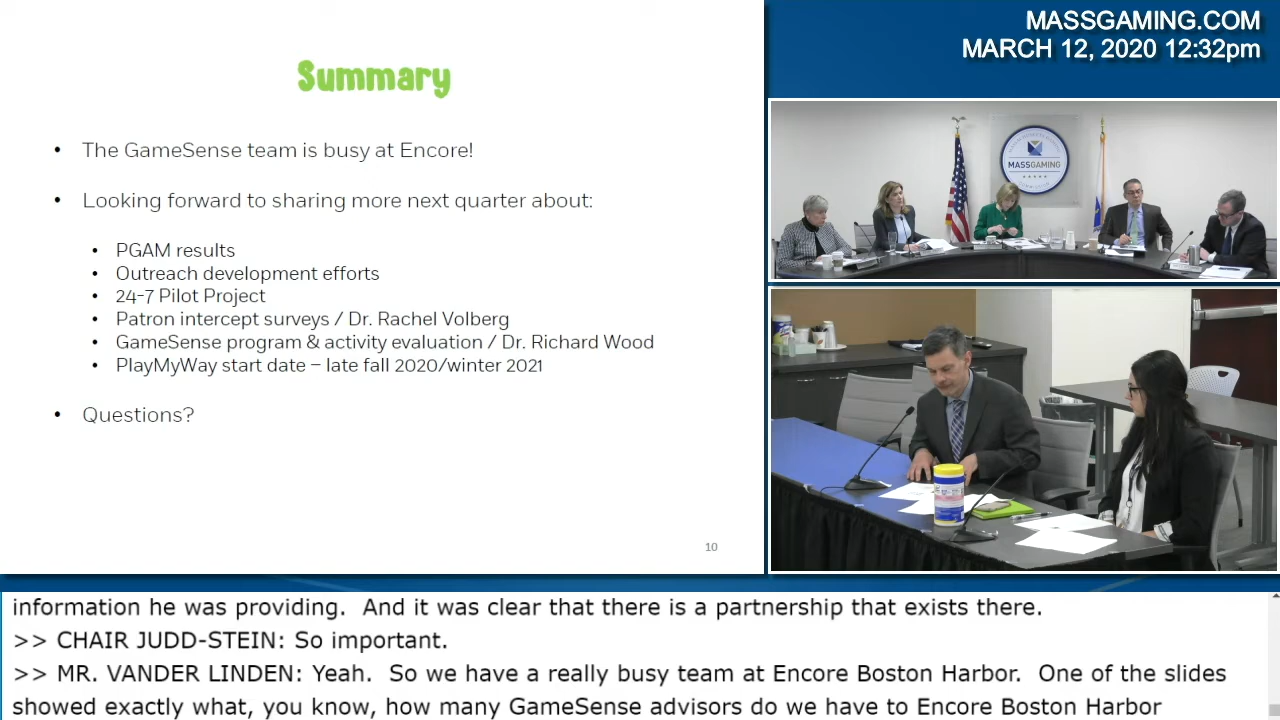 MASSGAMING.COM
MARCH 12, 2020 12:32pm
Summary
• The GameSense team is busy at Encore!
• Looking forward to sharing more next quarter about:
• PGAM results
• Outreach development efforts
• 24-7 Pilot Project
• Patron intercept surveys / Dr. Rachel Volberg
• GameSense program & activity evaluation / Dr. Richard Wood
• PlayMyWay start date – late fall 2020/winter 2021
• Questions?
10
MASSGAMING
information he was providing.  And it was clear that there is a partnership that exists there.
>> CHAIR JUDD-STEIN: So important.
>> MR. VANDER LINDEN: Yeah.  So we have a really busy team at Encore Boston Harbor.  One of the slides
showed exactly what, you know, how many GameSense advisors do we have to Encore Boston Harbor